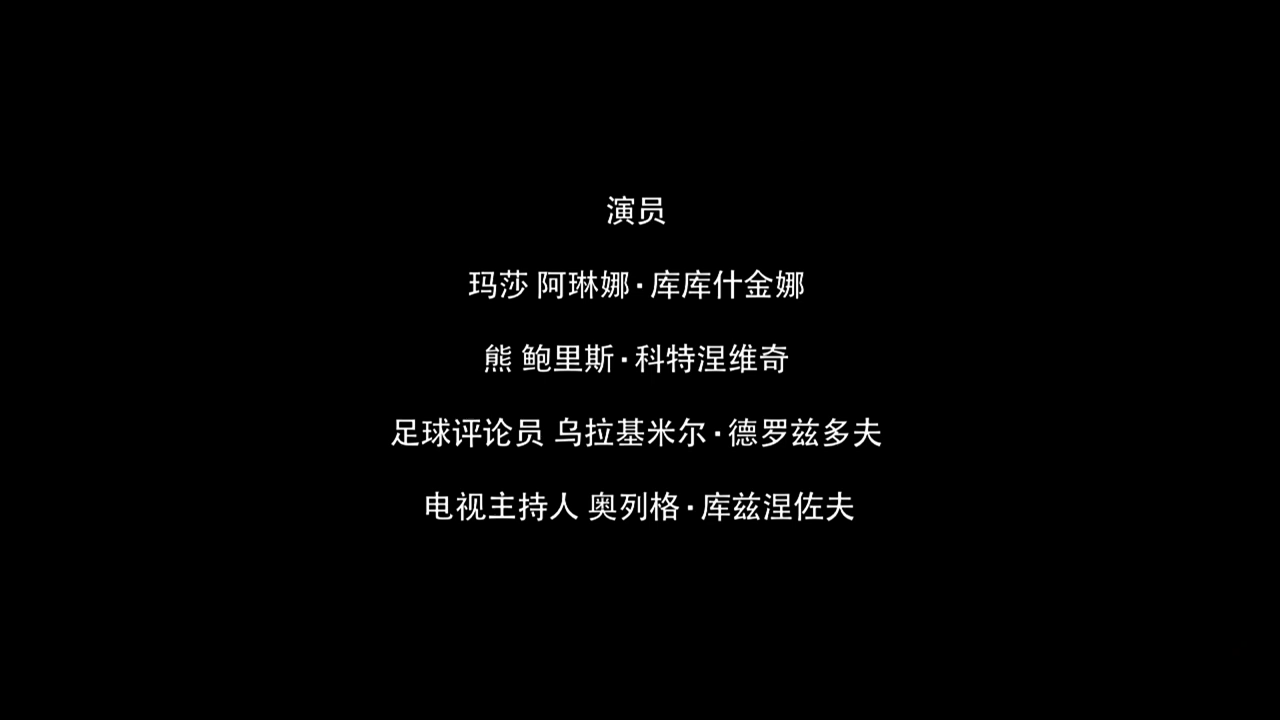 演员
玛莎 阿琳娜·库库什金娜
熊 鲍里斯·科特涅维奇
足球评论员 乌拉基米尔·德罗兹多夫
电视主持人 奥列格·库兹涅佐夫